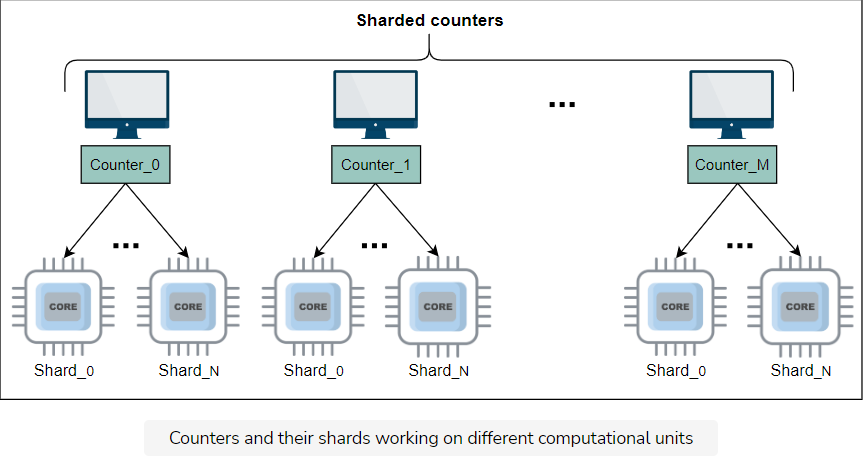 Sharded counters
...
Counter_0 Counter_1 Counter_M
... ... ...
CORE CORE CORE CORE CORE CORE
Shard_0 Shard_N Shard_0 Shard_N Shard_0 Shard_N
Counters and their shards working on different computational units